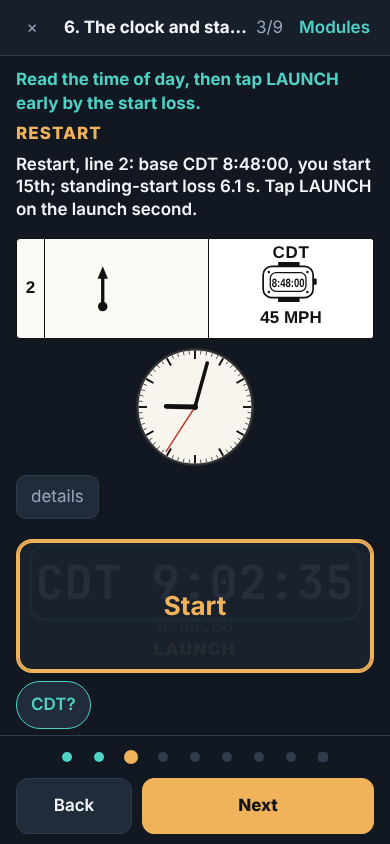 ×
6. The clock and sta... 3/9 Modules
Read the time of day, then tap LAUNCH
early by the start loss.
RESTART
Restart, line 2: base CDT 8:48:00, you start
15th; standing-start loss 6.1 s. Tap LAUNCH
on the launch second.
2
CDT
8:48:00
45 MPH
details
CDT 9:02:35
Start
0:00.00
LAUNCH
CDT?
Back
Next